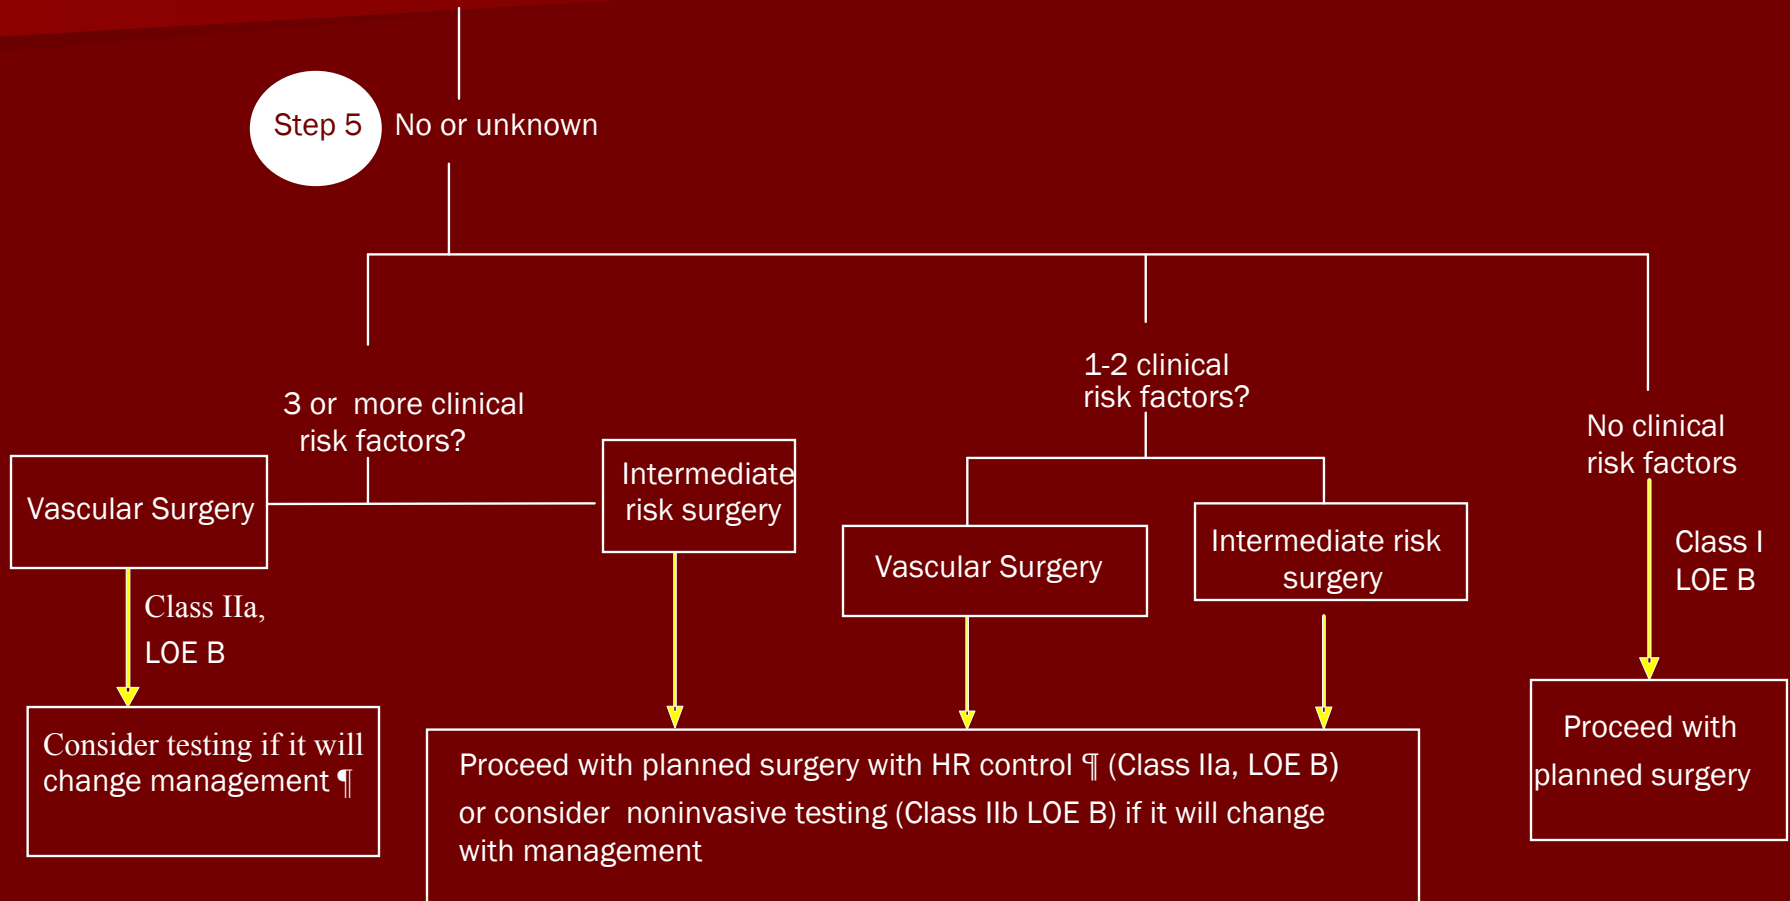 Step 5
No or unknown
3 or more clinical
risk factors?
1-2 clinical
risk factors?
No clinical
risk factors
Vascular Surgery
Intermediate
risk surgery
Vascular Surgery
Intermediate risk
surgery
Class I
LOE B
Class IIa,
LOE B
Consider testing if it will
change management ¶
Proceed with planned surgery with HR control ¶ (Class IIa, LOE B)
or consider noninvasive testing (Class IIb LOE B) if it will change
with management
Proceed with
planned surgery